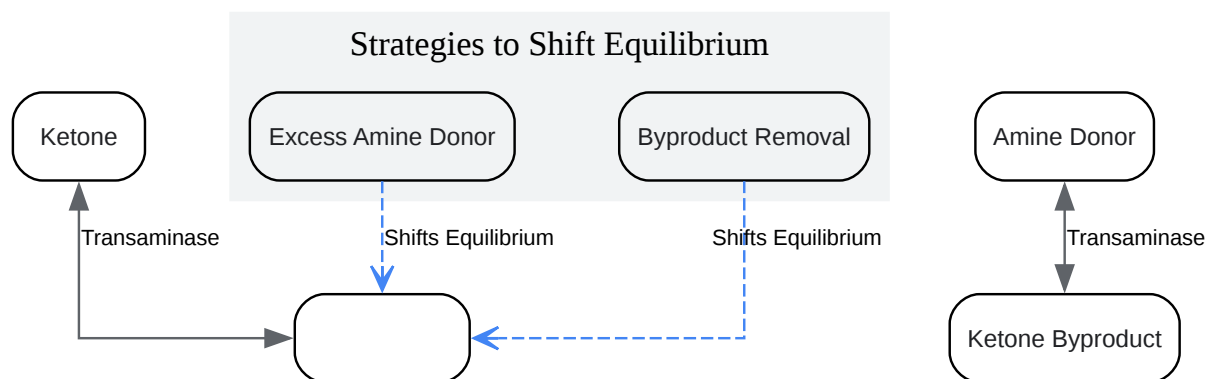 Strategies to Shift Equilibrium
Ketone
Excess Amine Donor
Byproduct Removal
Amine Donor
Transaminase
Shifts Equilibrium
Shifts Equilibrium
Transaminase
Ketone Byproduct